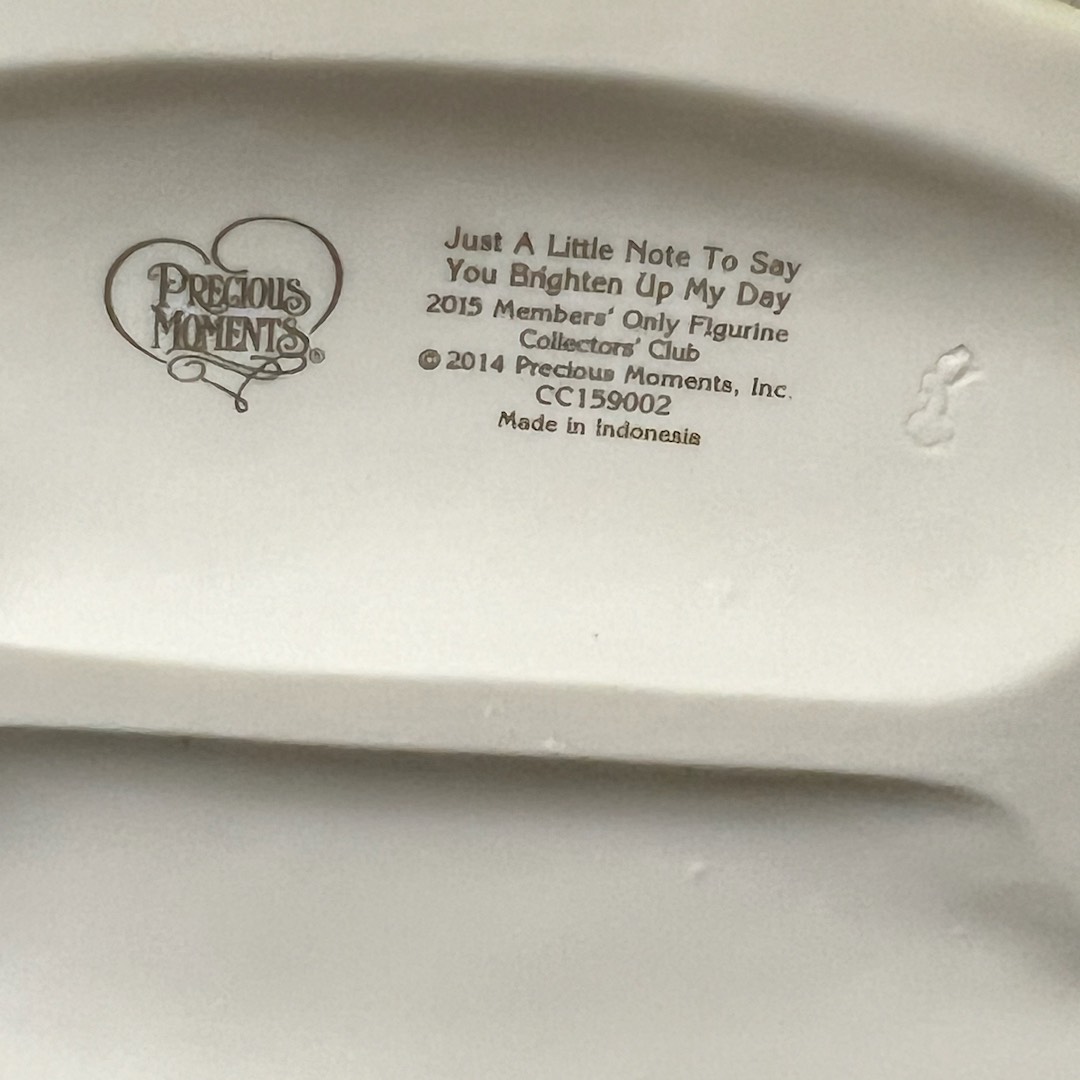 PRECIOUS
MOMENTS®
Just A Little Note To Say
You Brighten Up My Day
2015 Members' Only Figurine
Collectors' Club
© 2014 Precious Moments, Inc.
CC159002
Made in Indonesia